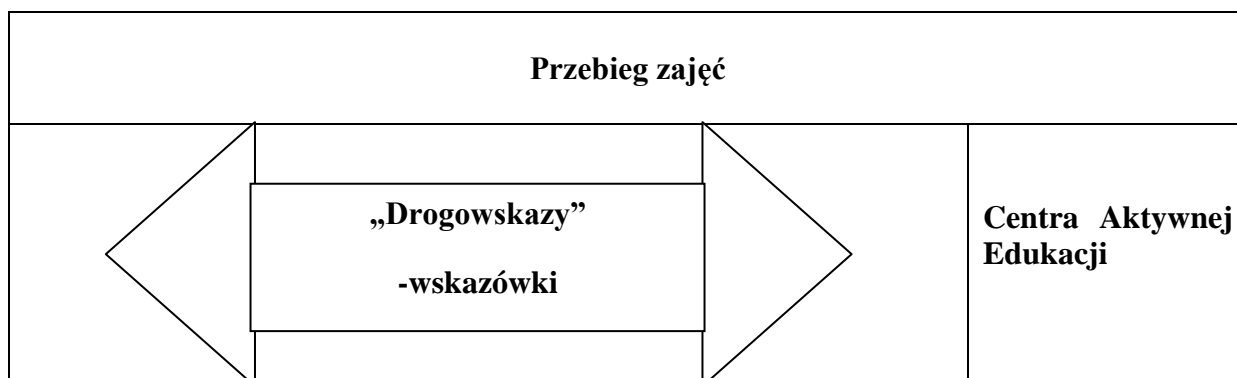 Przebieg zajęć
„Drogowskazy”
-wskazówki
Centra Aktywnej
Edukacji